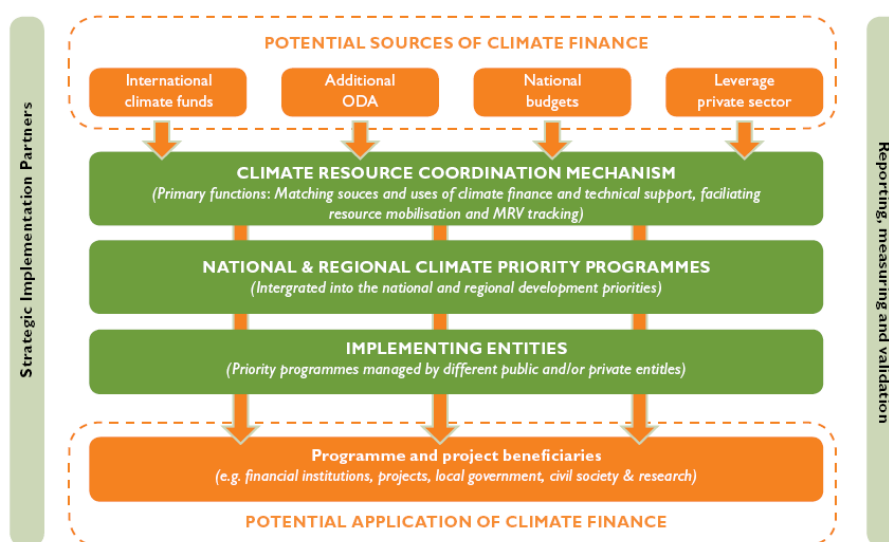 Strategic Implementation Partners
POTENTIAL SOURCES OF CLIMATE FINANCE
International
climate funds
Additional
ODA
National
budgets
Leverage
private sector
CLIMATE RESOURCE COORDINATION MECHANISM
(Primary functions: Matching souces and uses of climate finance and technical support, faciliating
resource mobilisation and MRV tracking)
NATIONAL & REGIONAL CLIMATE PRIORITY PROGRAMMES
(Intergrated into the national and regional development priorities)
IMPLEMENTING ENTITIES
(Priority programmes managed by different public and/or private entitles)
Programme and project beneficiaries
(e.g. financial institutions, projects, local government, civil society & research)
POTENTIAL APPLICATION OF CLIMATE FINANCE
Reporting, measuring and validation